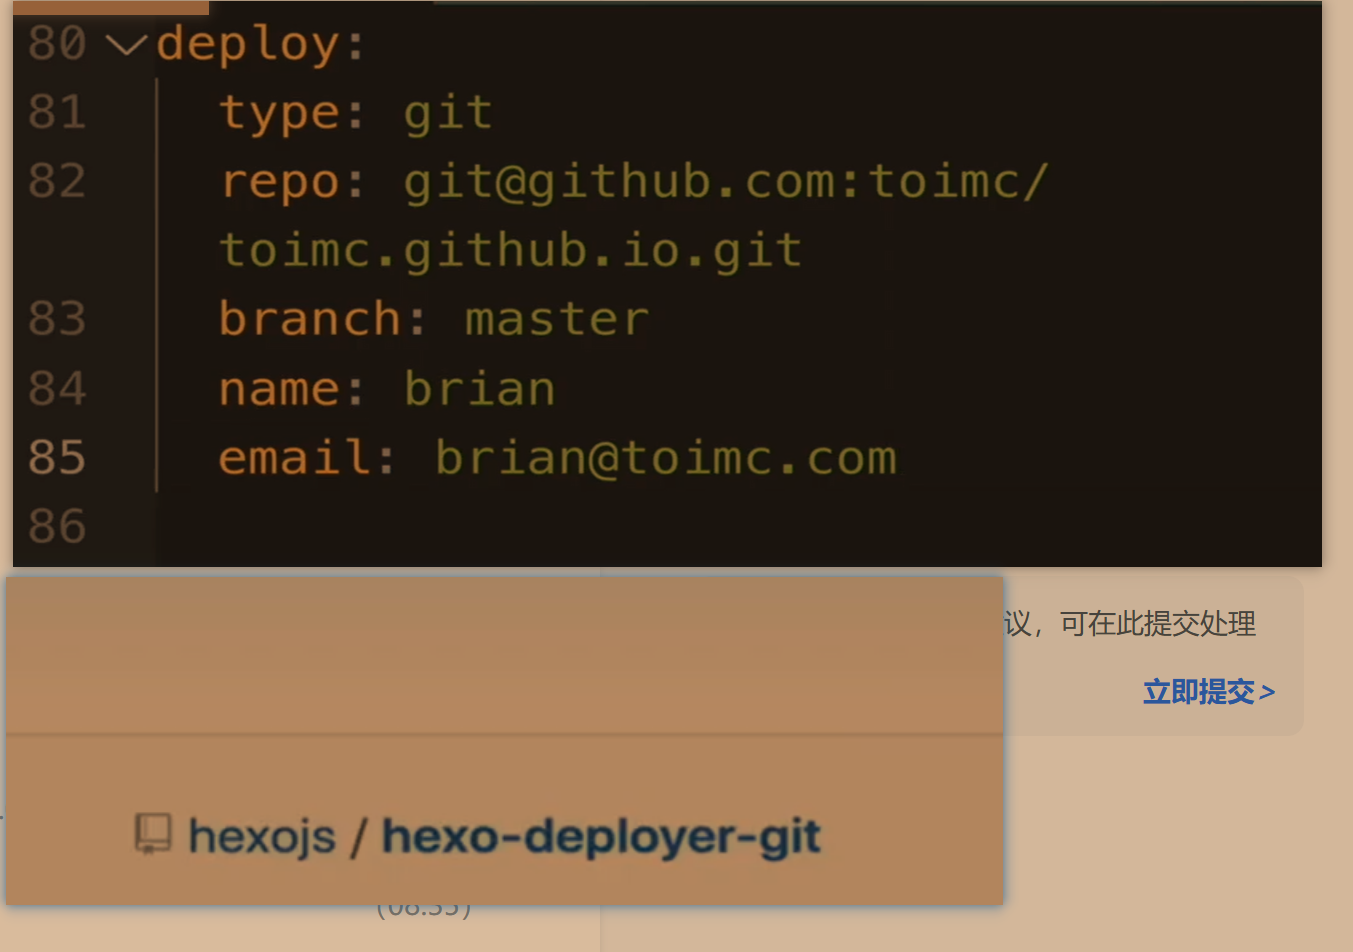 80 deploy:
81 type: git
82 repo: git@github.com:toimc/
toimc.github.io.git
83 branch: master
84 name: brian
85 email: brian@toimc.com
86
议，可在此提交处理
立即提交>
hexojs / hexo-deployer-git